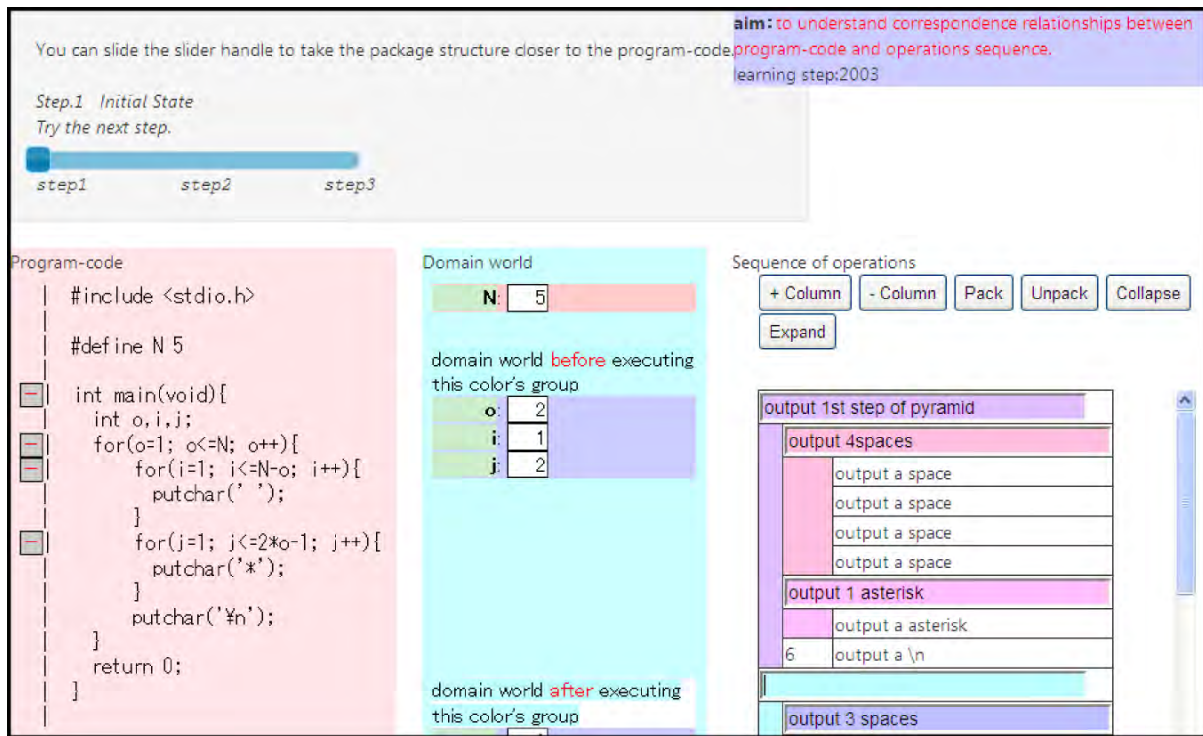 aim: to understand correspondence relationships between
You can slide the slider handle to take the package structure closer to the program-code.
program-code and operations sequence.
learning step:2003
Step.1 Initial State
Try the next step.
step1 step2 step3
Program-code
#include <stdio.h>
#define N 5
int main(void){
int o,i,j;
for(o=1; o<=N; o++){
for(i=1; i<=N-o; i++){
putchar(' ');
}
for(j=1; j<=2*o-1; j++){
putchar('*');
}
putchar('¥n');
}
return 0;
}
Domain world
N: 5
domain world before executing
this color's group
o: 2
i: 1
j: 2
domain world after executing
this color's group
Sequence of operations
+ Column - Column Pack Unpack Collapse
Expand
output 1st step of pyramid
output 4spaces
output a space
output a space
output a space
output a space
output 1 asterisk
output a asterisk
6 output a \n
output 3 spaces